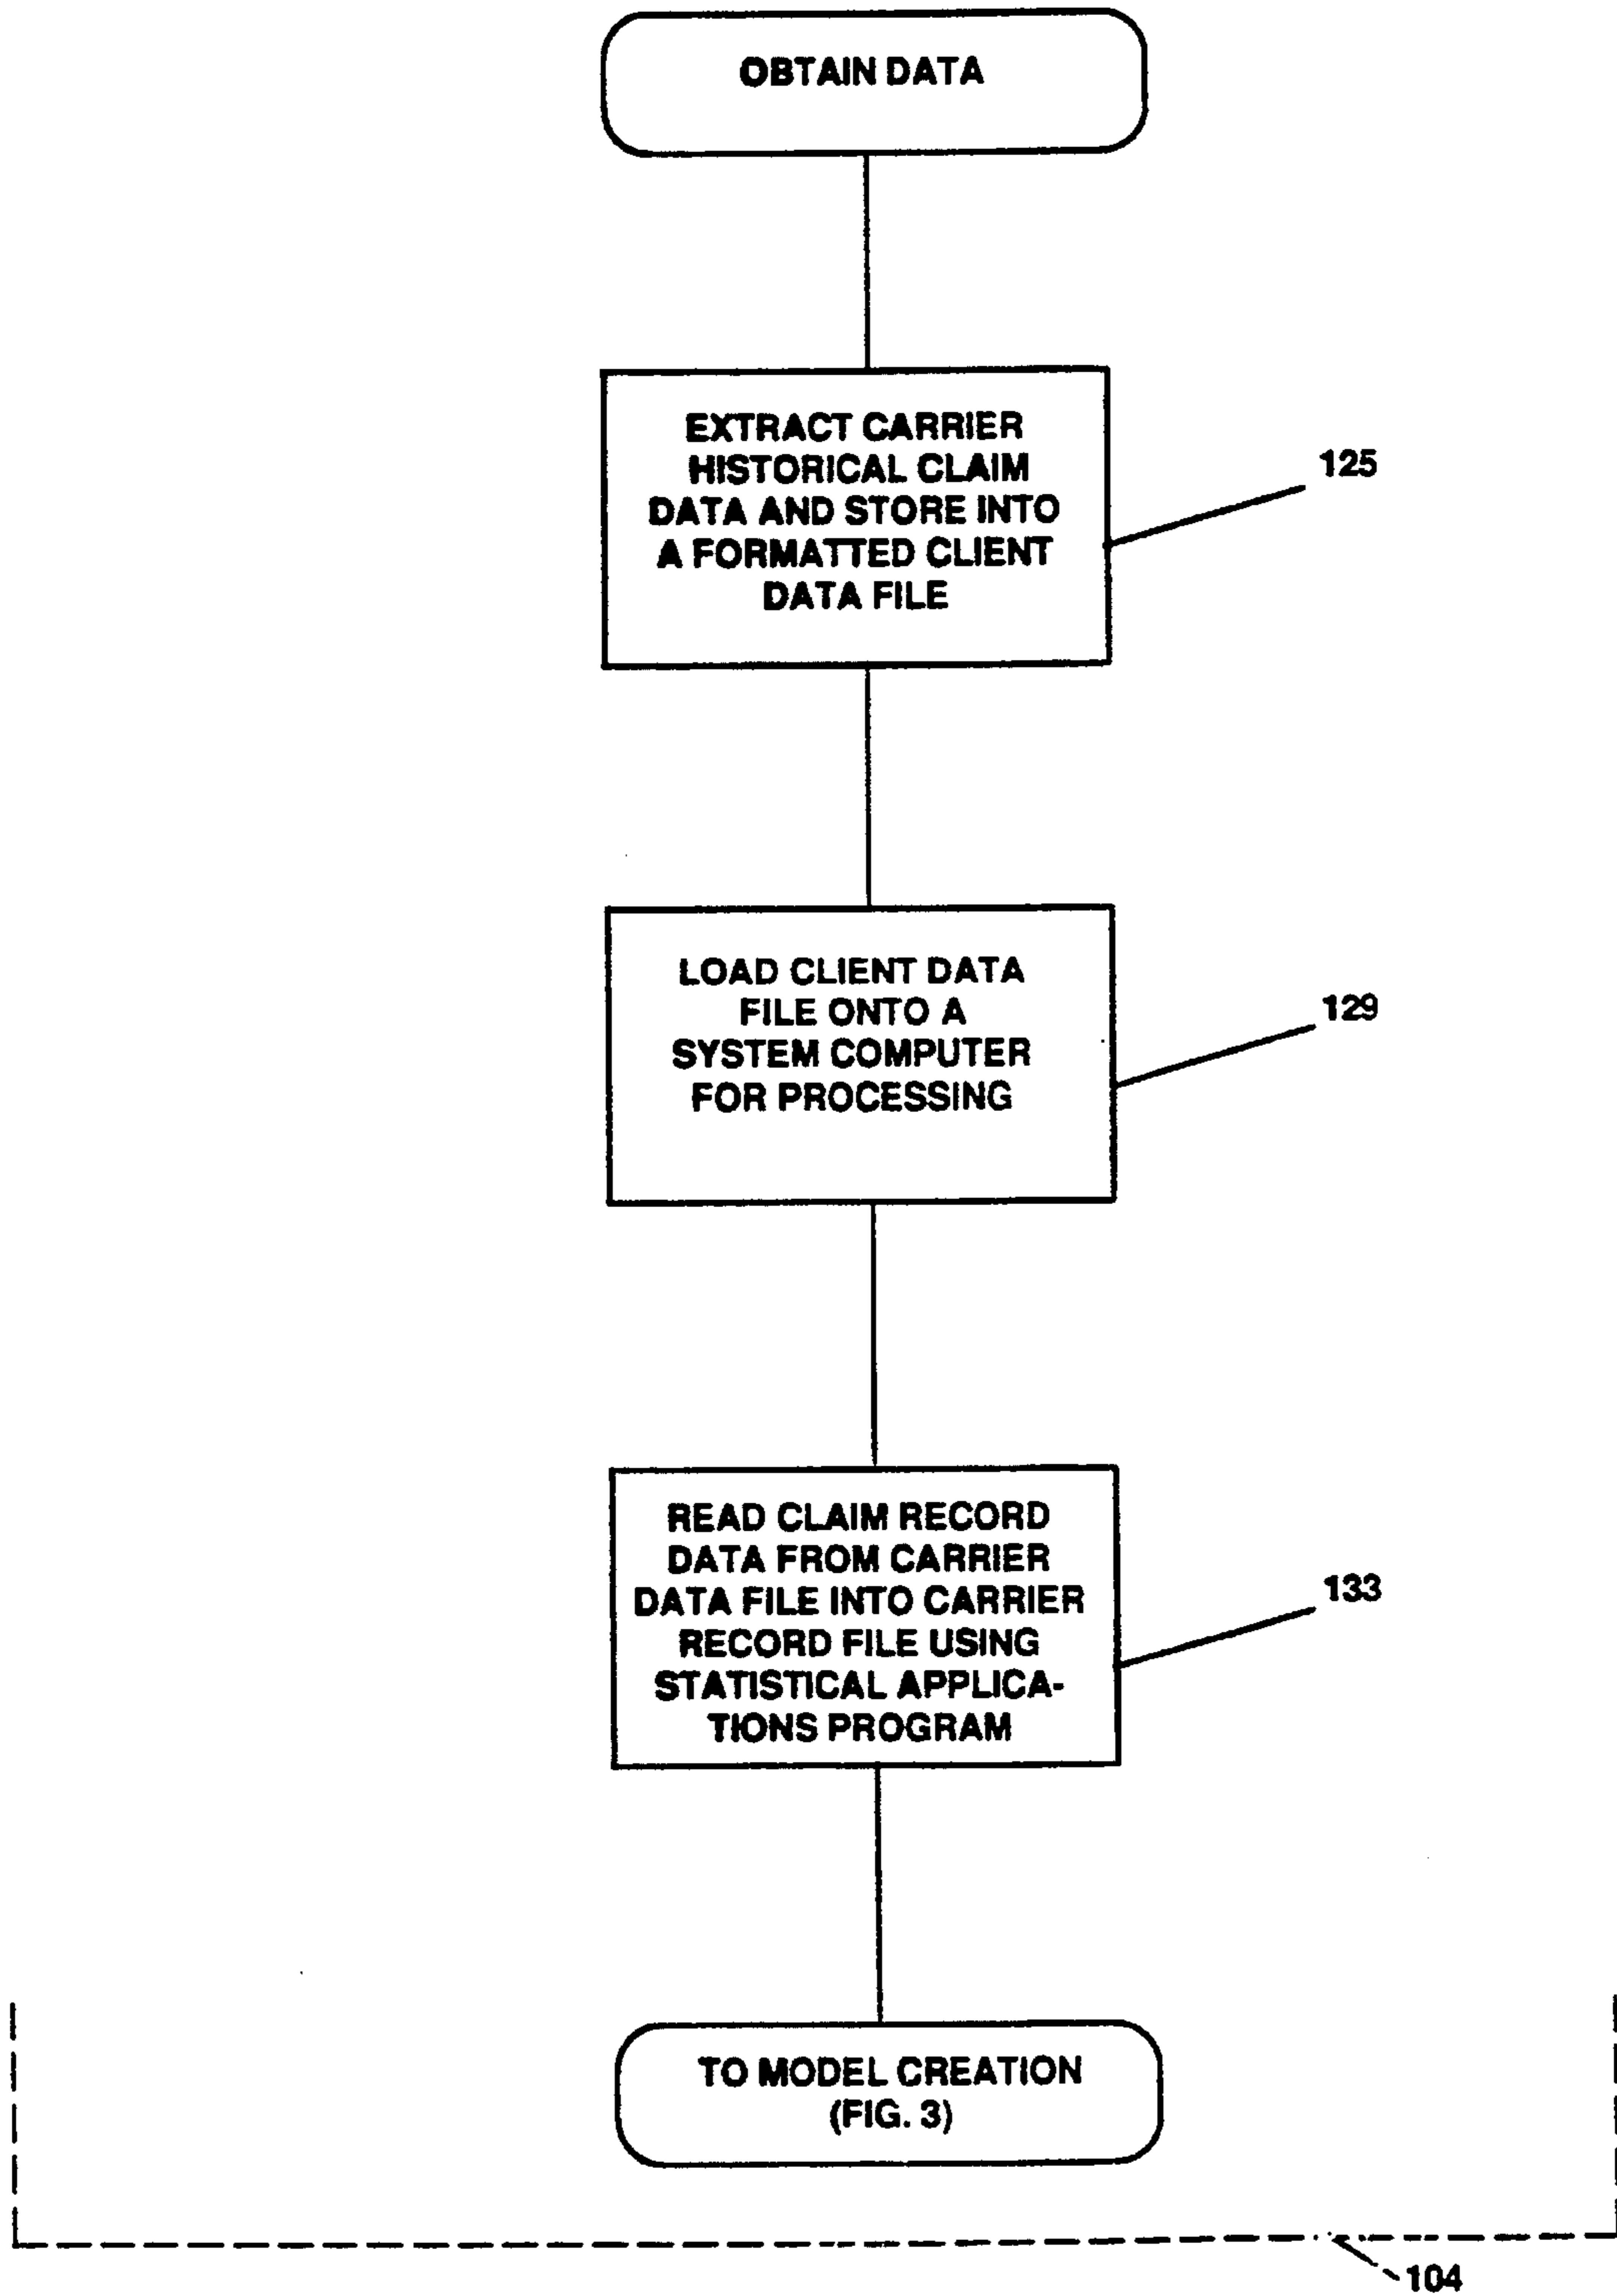 OBTAIN DATA
EXTRACT CARRIER
HISTORICAL CLAIM
DATA AND STORE INTO
A FORMATTED CLIENT
DATA FILE
125
LOAD CLIENT DATA
FILE ONTO A
SYSTEM COMPUTER
FOR PROCESSING
129
READ CLAIM RECORD
DATA FROM CARRIER
DATA FILE INTO CARRIER
RECORD FILE USING
STATISTICAL APPLICA-
TIONS PROGRAM
133
TO MODEL CREATION
(FIG. 3)
104